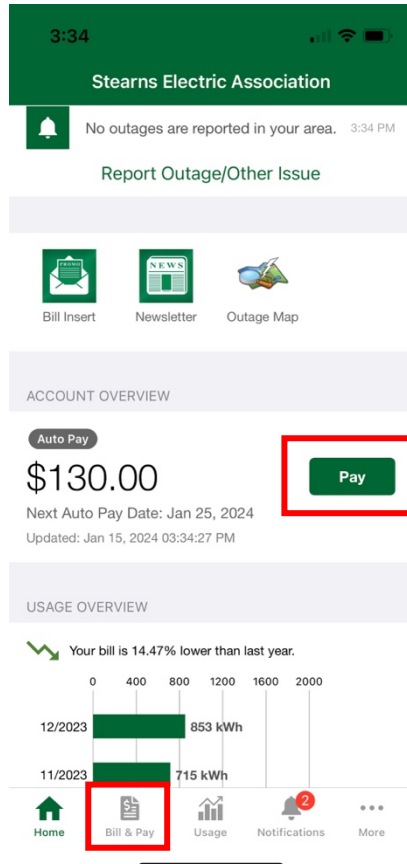 3:34
Stearns Electric Association
No outages are reported in your area. 3:34 PM
Report Outage/Other Issue
PROMO
NEWS
Bill Insert Newsletter Outage Map
ACCOUNT OVERVIEW
Auto Pay
$130.00
Pay
Next Auto Pay Date: Jan 25, 2024
Updated: Jan 15, 2024 03:34:27 PM
USAGE OVERVIEW
Your bill is 14.47% lower than last year.
0 400 800 1200 1600 2000
12/2023 853 kWh
11/2023 715 kWh
2
Home Bill & Pay Usage Notifications More